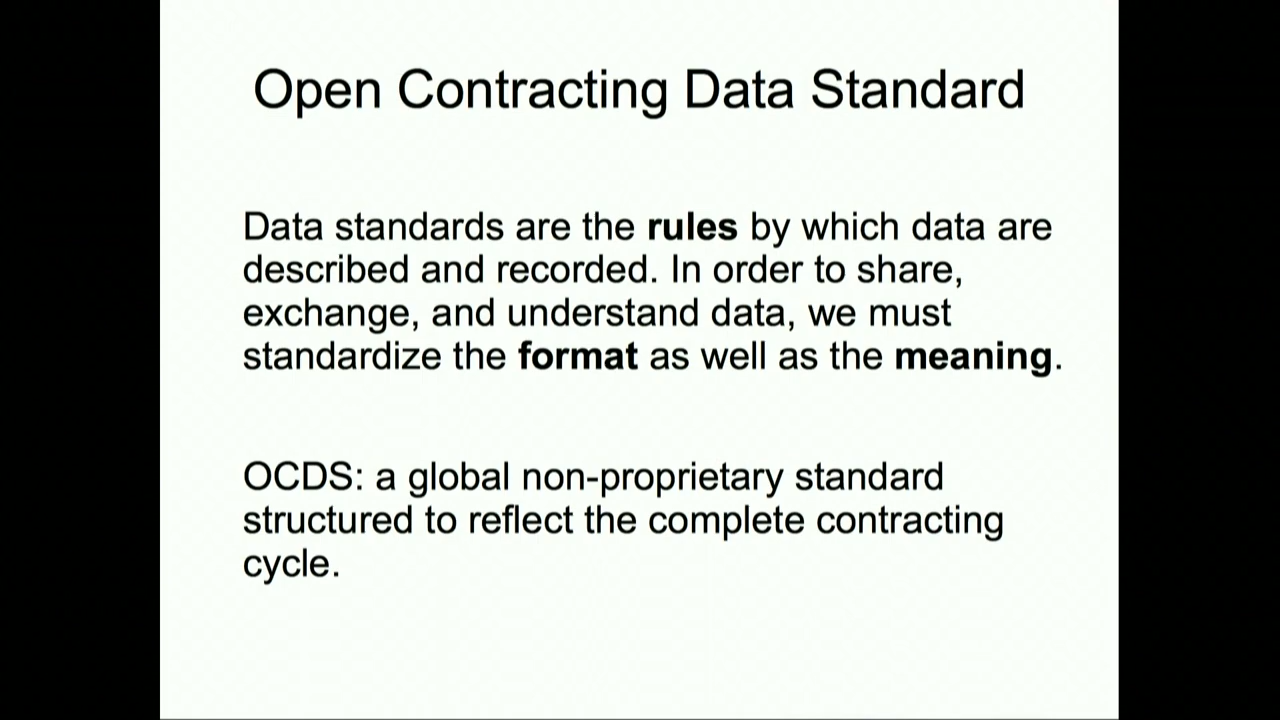 Open Contracting Data Standard
Data standards are the rules by which data are
described and recorded. In order to share,
exchange, and understand data, we must
standardize the format as well as the meaning.
OCDS: a global non-proprietary standard
structured to reflect the complete contracting
cycle.